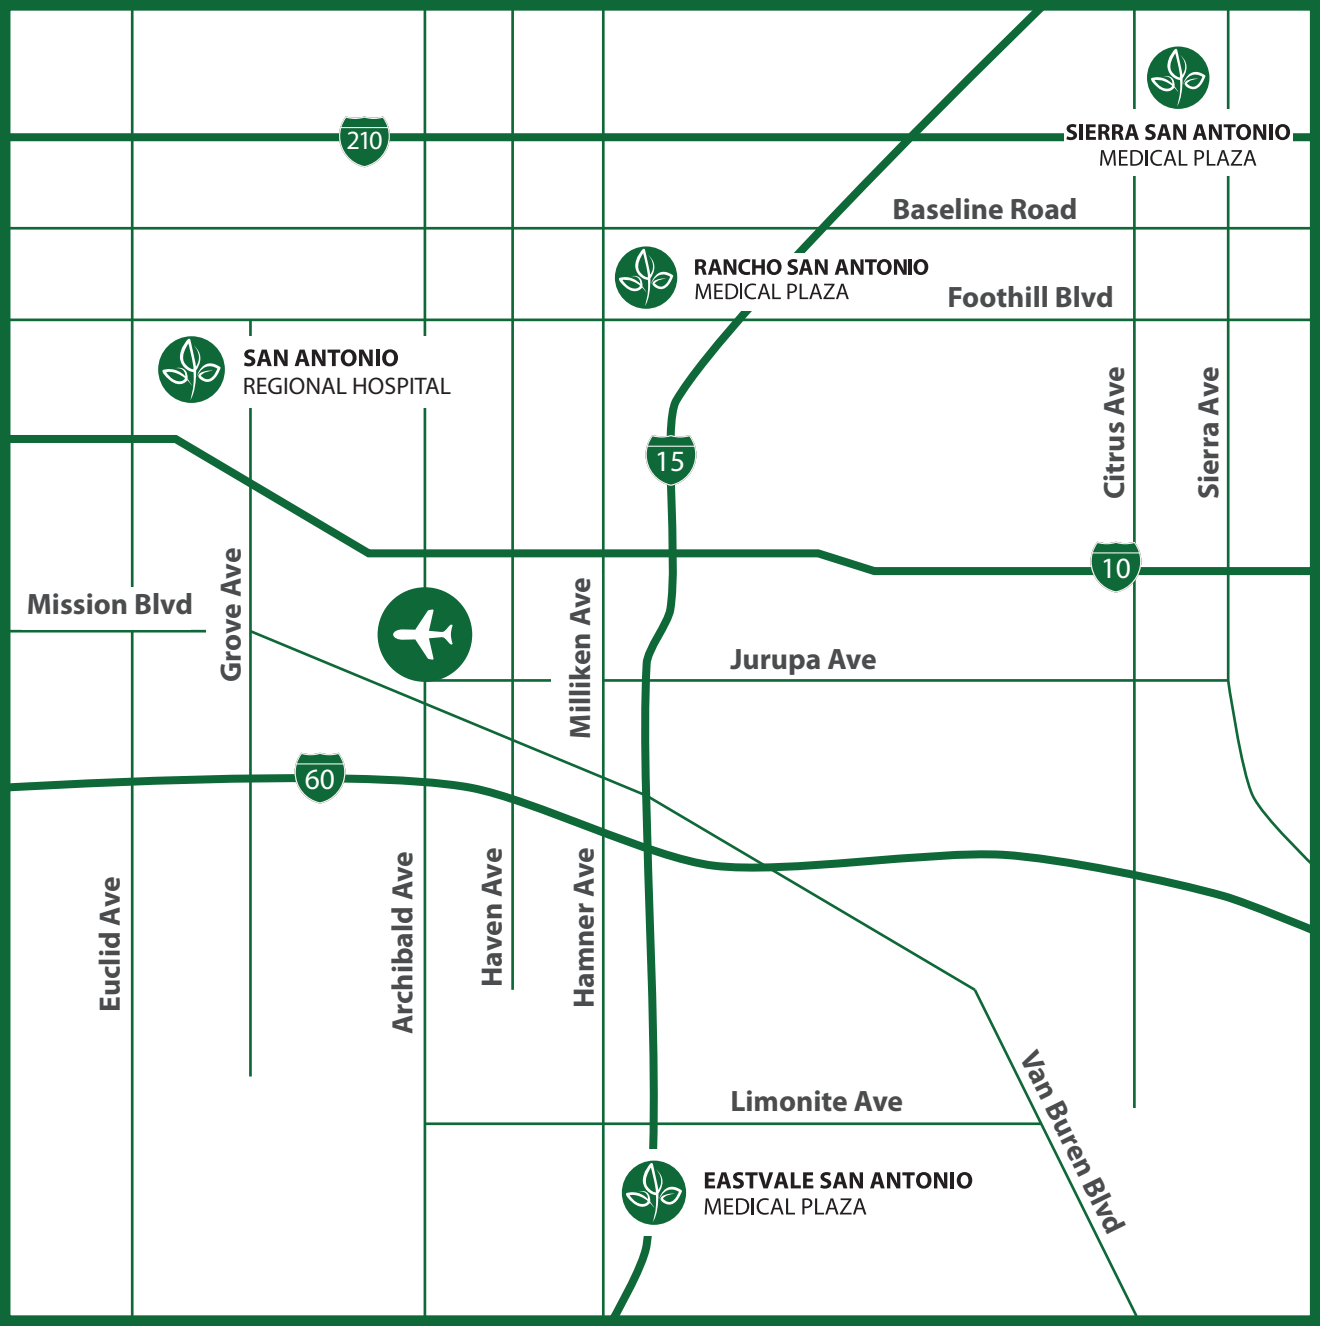 210
SIERRA SAN ANTONIO
MEDICAL PLAZA
Baseline Road
RANCHO SAN ANTONIO
MEDICAL PLAZA
Foothill Blvd
SAN ANTONIO
REGIONAL HOSPITAL
Citrus Ave
Sierra Ave
15
10
Grove Ave
Mission Blvd
Milliken Ave
Jurupa Ave
60
Euclid Ave
Archibald Ave
Haven Ave
Hamner Ave
Van Buren Blvd
Limonite Ave
EASTVALE SAN ANTONIO
MEDICAL PLAZA